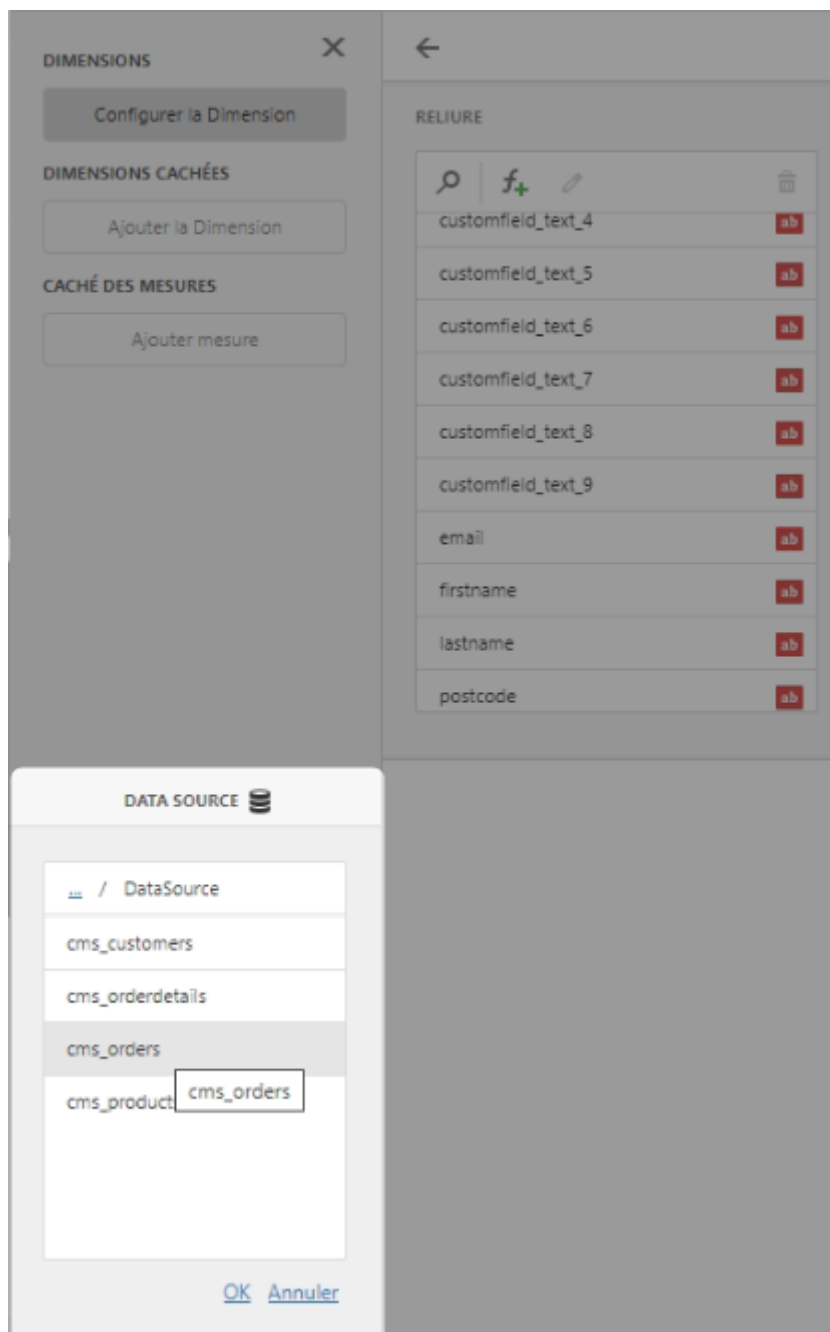 DIMENSIONS
Configurer la Dimension
DIMENSIONS CACHÉES
Ajouter la Dimension
CACHÉ DES MESURES
Ajouter mesure
RELIURE
f+
customfield_text_4 ab
customfield_text_5 ab
customfield_text_6 ab
customfield_text_7 ab
customfield_text_8 ab
customfield_text_9 ab
email ab
firstname ab
lastname ab
postcode ab
DATA SOURCE
... / DataSource
cms_customers
cms_orderdetails
cms_orders
cms_product
cms_orders
OK Annuler